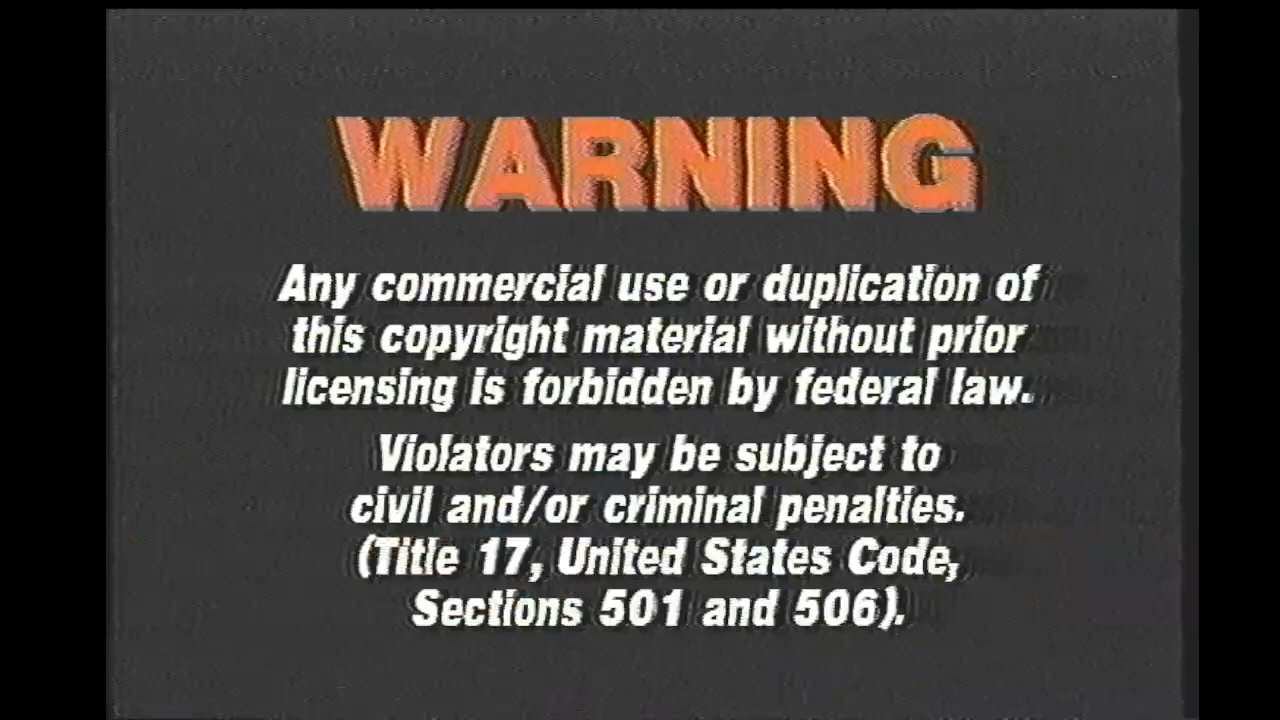 WARNING
Any commercial use or duplication of
this copyright material without prior
licensing is forbidden by federal law.
Violators may be subject to
civil and/or criminal penalties.
(Title 17, United States Code,
Sections 501 and 506).